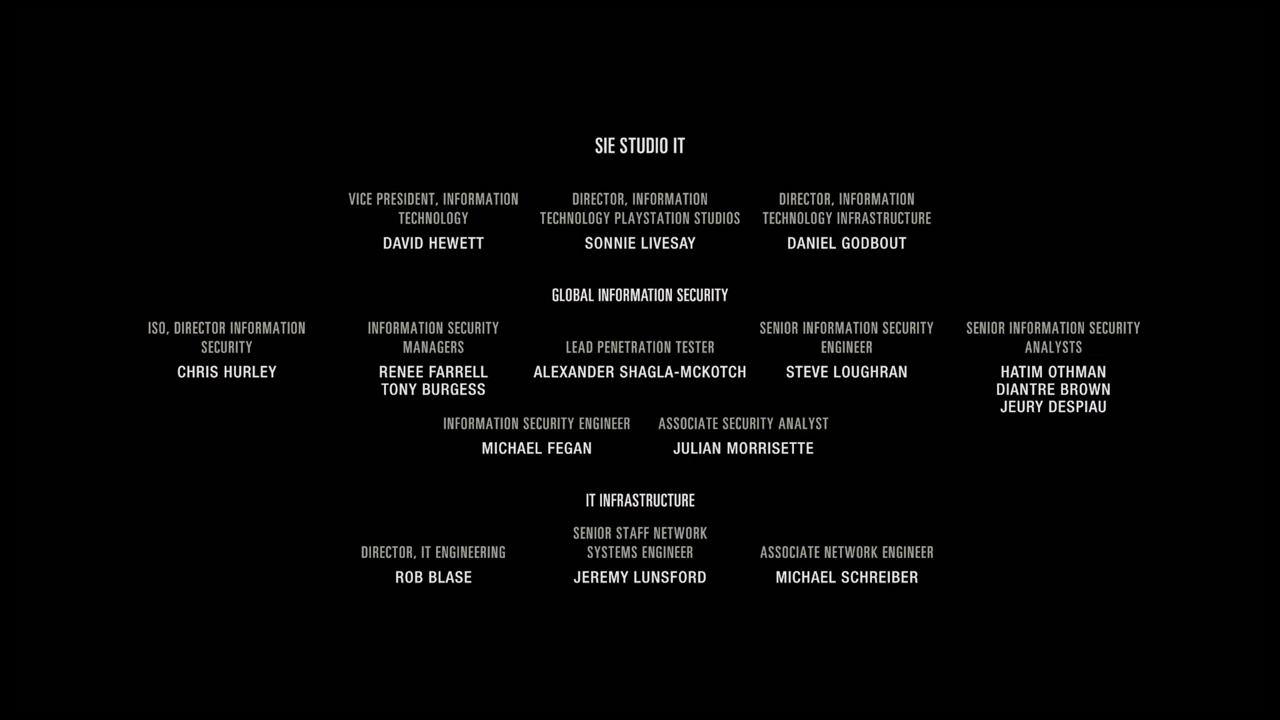 SIE STUDIO IT
VICE PRESIDENT, INFORMATION
TECHNOLOGY
DAVID HEWETT
DIRECTOR, INFORMATION
TECHNOLOGY PLAYSTATION STUDIOS
SONNIE LIVESAY
DIRECTOR, INFORMATION
TECHNOLOGY INFRASTRUCTURE
DANIEL GODBOUT
GLOBAL INFORMATION SECURITY
ISO, DIRECTOR INFORMATION
SECURITY
CHRIS HURLEY
INFORMATION SECURITY
MANAGERS
RENEE FARRELL
TONY BURGESS
LEAD PENETRATION TESTER
ALEXANDER SHAGLA-MCKOTCH
SENIOR INFORMATION SECURITY
ENGINEER
STEVE LOUGHRAN
SENIOR INFORMATION SECURITY
ANALYSTS
HATIM OTHMAN
DIANTRE BROWN
JEURY DESPIAU
INFORMATION SECURITY ENGINEER
MICHAEL FEGAN
ASSOCIATE SECURITY ANALYST
JULIAN MORRISETTE
IT INFRASTRUCTURE
DIRECTOR, IT ENGINEERING
ROB BLASE
SENIOR STAFF NETWORK
SYSTEMS ENGINEER
JEREMY LUNSFORD
ASSOCIATE NETWORK ENGINEER
MICHAEL SCHREIBER